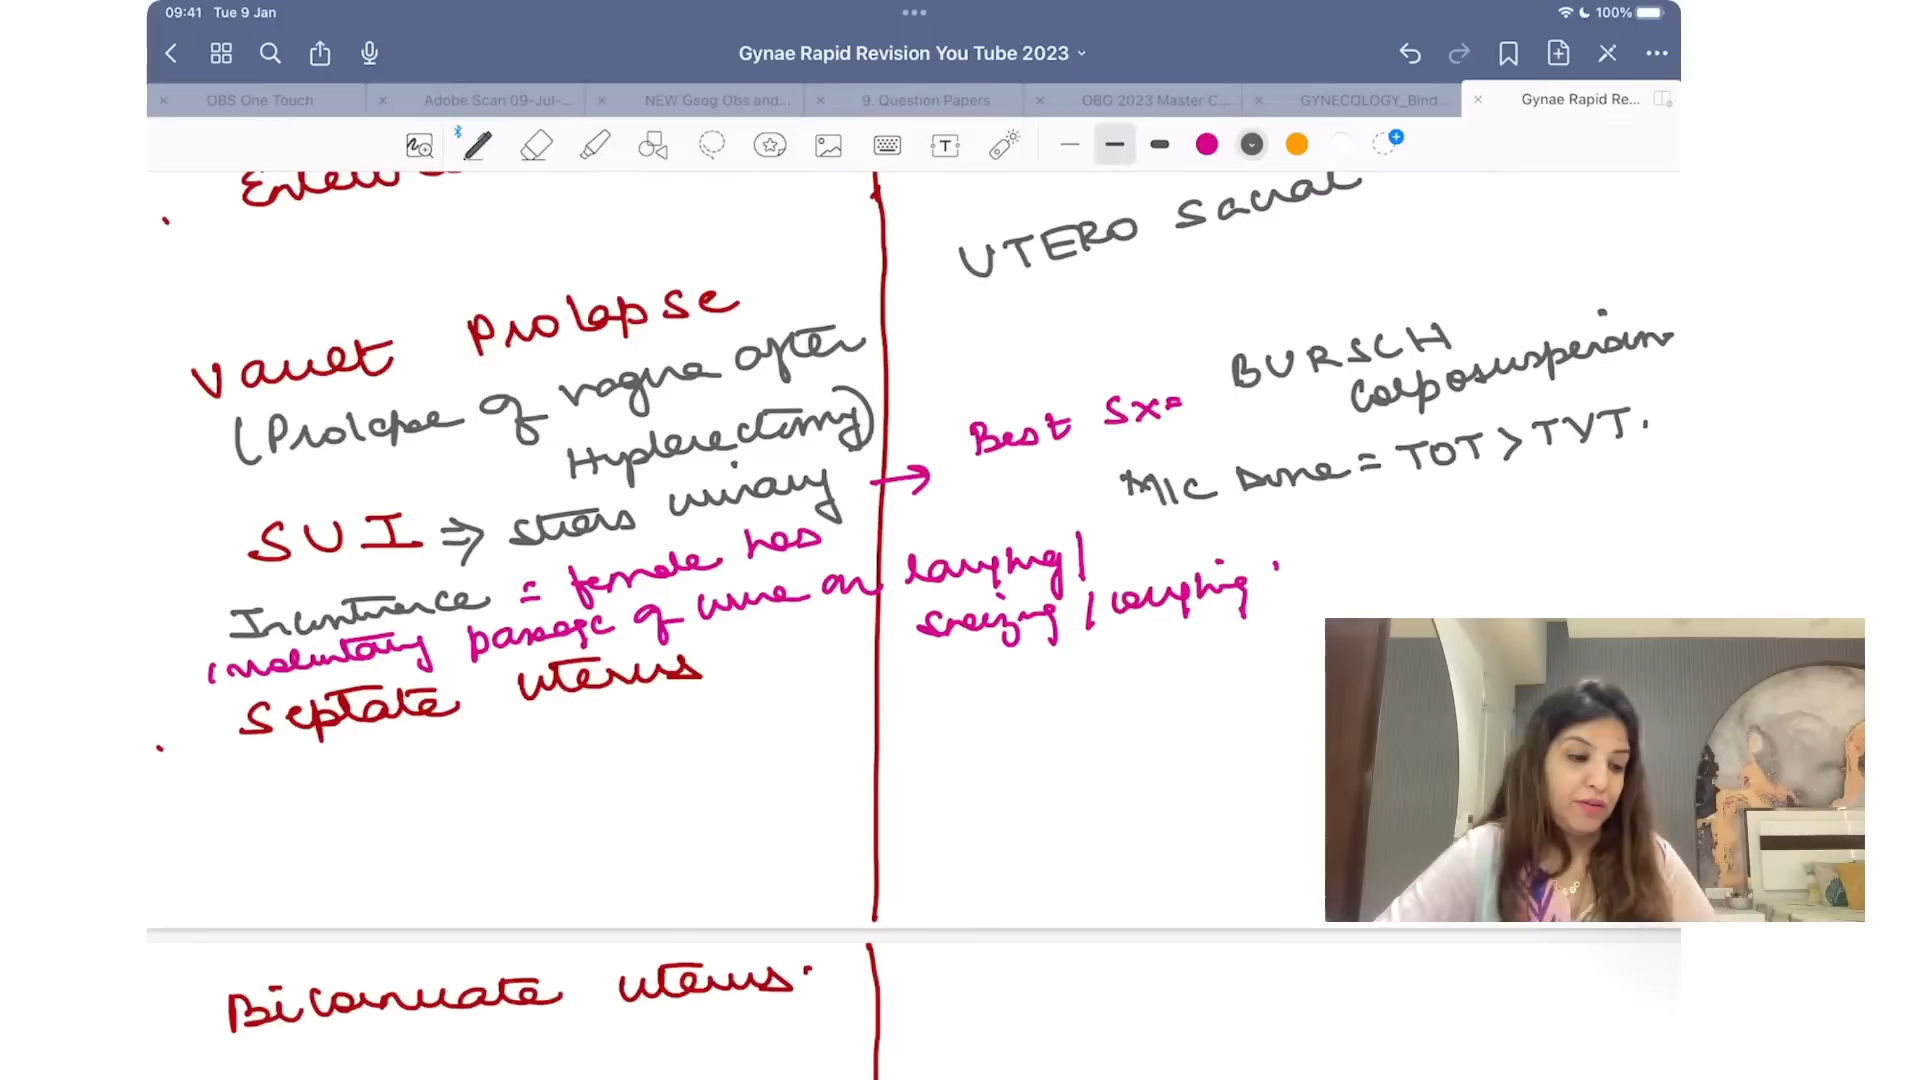 09:41 Tue 9 Jan
100%
Gynae Rapid Revision You Tube 2023
OBS One Touch
Adobe Scan 09-Jul-...
NEW Gsog Obs and...
9. Question Papers
OBG 2023 Master C...
GYNECOLOGY_Bind...
Gynae Rapid Re...
UTERO Sacral
Vault Prolapse
(Prolapse of vagina after
Hysterectomy)
SUI ⇒ stress urinary
Incontinence = female has
involuntary passage of urine on laughing /
sneizing / coughing
→ Best Sx=
BURSCH
Colposuspension
M/C done = TOT > TVT.
Septate uterus
Bicornuate uterus.